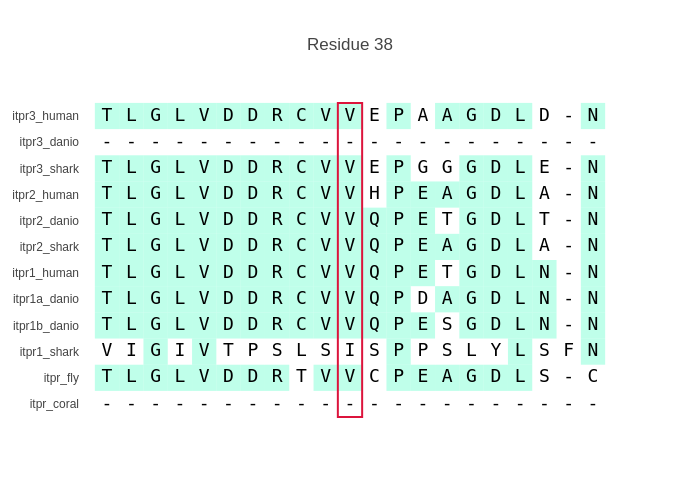 Residue 38
itpr3_human T L G L V D D R C V V E P A A G D L D - N
itpr3_danio - - - - - - - - - - - - - - - - - - - - -
itpr3_shark T L G L V D D R C V V E P G G G D L E - N
itpr2_human T L G L V D D R C V V H P E A G D L A - N
itpr2_danio T L G L V D D R C V V Q P E T G D L T - N
itpr2_shark T L G L V D D R C V V Q P E A G D L A - N
itpr1_human T L G L V D D R C V V Q P E T G D L N - N
itpr1a_danio T L G L V D D R C V V Q P D A G D L N - N
itpr1b_danio T L G L V D D R C V V Q P E S G D L N - N
itpr1_shark V I G I V T P S L S I S P P S L Y L S F N
itpr_fly T L G L V D D R T V V C P E A G D L S - C
itpr_coral - - - - - - - - - - - - - - - - - - - - -